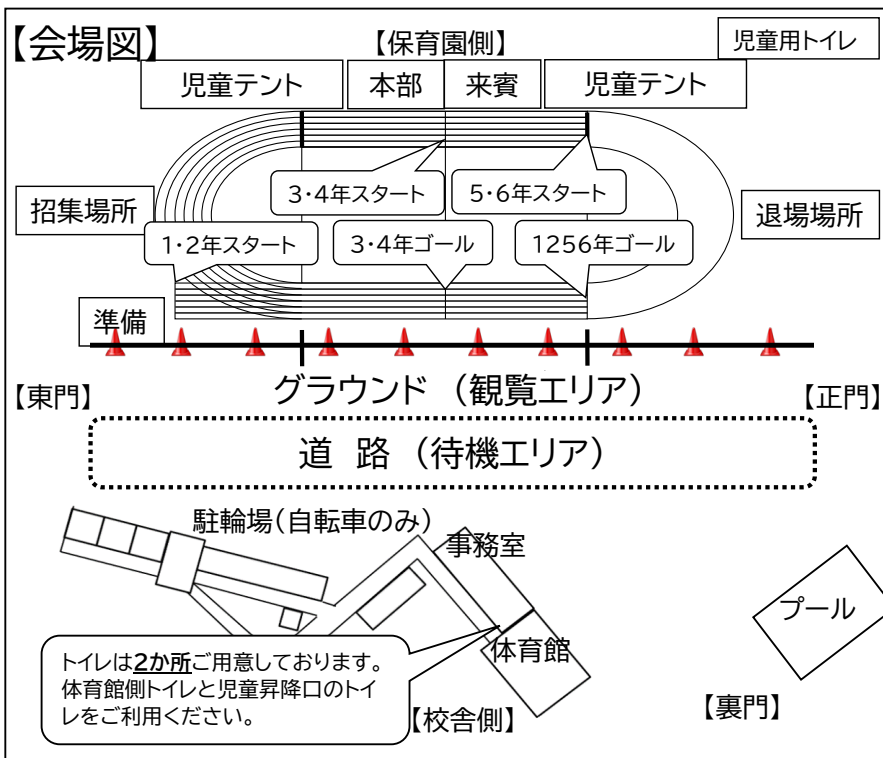 【会場図】
【保育園側】
児童用トイレ
児童テント
本部
来賓
児童テント
3・4年スタート
5・6年スタート
招集場所
退場場所
1・2年スタート
3・4年ゴール
1256年ゴール
準備
グラウンド（観覧エリア）
【東門】
【正門】
道 路（待機エリア）
駐輪場(自転車のみ)
事務室
プール
体育館
トイレは2か所ご用意しております。
体育館側トイレと児童昇降口のトイ
レをご利用ください。
【校舎側】
【裏門】